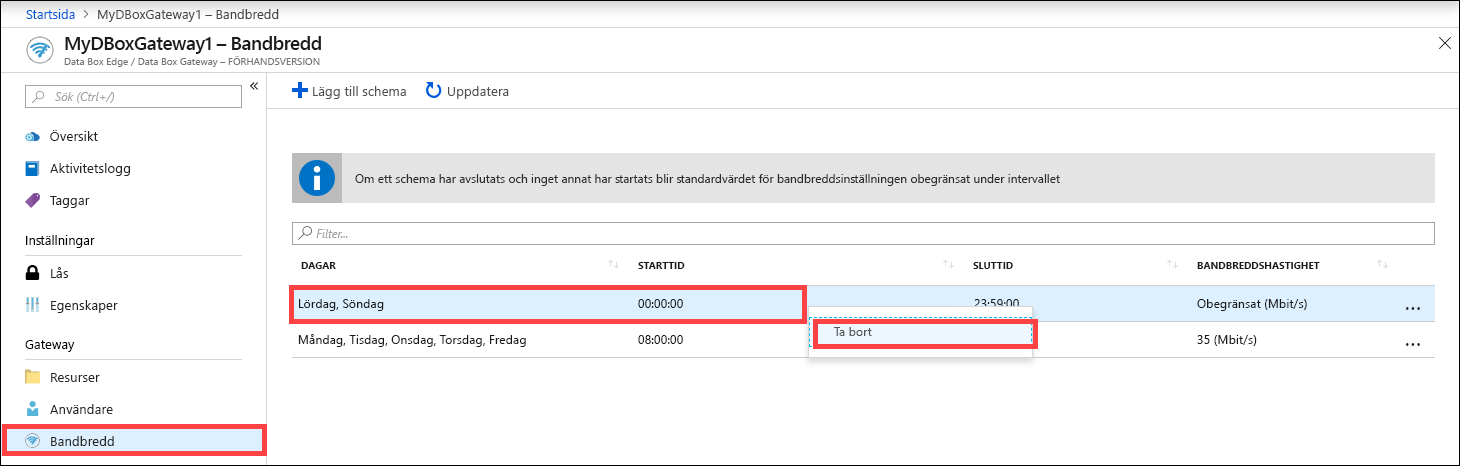 Startsida > MyDBoxGateway1 – Bandbredd
MyDBoxGateway1 – Bandbredd
Data Box Edge / Data Box Gateway – FÖRHANDSVERSION
Sök (Ctrl+/)
Översikt
Aktivitetslogg
Taggar
Inställningar
Lås
Egenskaper
Gateway
Resurser
Användare
Bandbredd
Lägg till schema Uppdatera
Om ett schema har avslutats och inget annat har startats blir standardvärdet för bandbreddsinställningen obegränsat under intervallet
Filter...
DAGAR STARTTID SLUTTID BANDBREDDSHASTIGHET
Lördag, Söndag 00:00:00 23:59:00 Obegränsat (Mbit/s) ...
Ta bort
Måndag, Tisdag, Onsdag, Torsdag, Fredag 08:00:00 35 (Mbit/s) ...